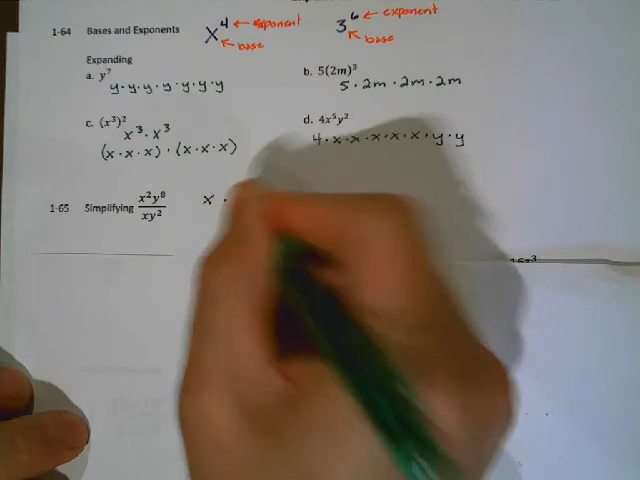 1-64 Bases and Exponents x⁴ ← exponent 3⁶ ← exponent
← base ← base
Expanding
a. y⁷ b. 5(2m)³
y·y·y·y·y·y·y 5·2m·2m·2m
c. (x³)² d. 4x⁵y²
x³·x³ 4·x·x·x·x·x·y·y
(x·x·x)·(x·x·x)
1-65 Simplifying x²y⁸/xy² x ·